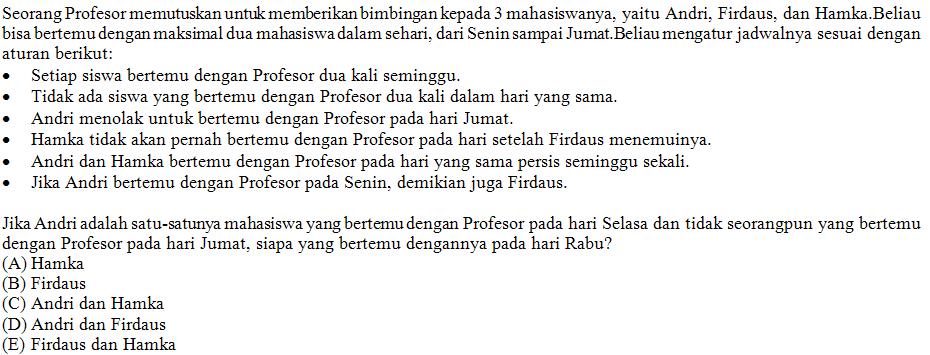 Seorang Profesor memutuskan untuk memberikan bimbingan kepada 3 mahasiswanya, yaitu Andri, Firdaus, dan Hamka.Beliau
bisa bertemu dengan maksimal dua mahasiswa dalam sehari, dari Senin sampai Jumat.Beliau mengatur jadwalnya sesuai dengan
aturan berikut:
• Setiap siswa bertemu dengan Profesor dua kali seminggu.
• Tidak ada siswa yang bertemu dengan Profesor dua kali dalam hari yang sama.
• Andri menolak untuk bertemu dengan Profesor pada hari Jumat.
• Hamka tidak akan pernah bertemu dengan Profesor pada hari setelah Firdaus menemuinya.
• Andri dan Hamka bertemu dengan Profesor pada hari yang sama persis seminggu sekali.
• Jika Andri bertemu dengan Profesor pada Senin, demikian juga Firdaus.
Jika Andri adalah satu-satunya mahasiswa yang bertemu dengan Profesor pada hari Selasa dan tidak seorangpun yang bertemu
dengan Profesor pada hari Jumat, siapa yang bertemu dengannya pada hari Rabu?
(A) Hamka
(B) Firdaus
(C) Andri dan Hamka
(D) Andri dan Firdaus
(E) Firdaus dan Hamka